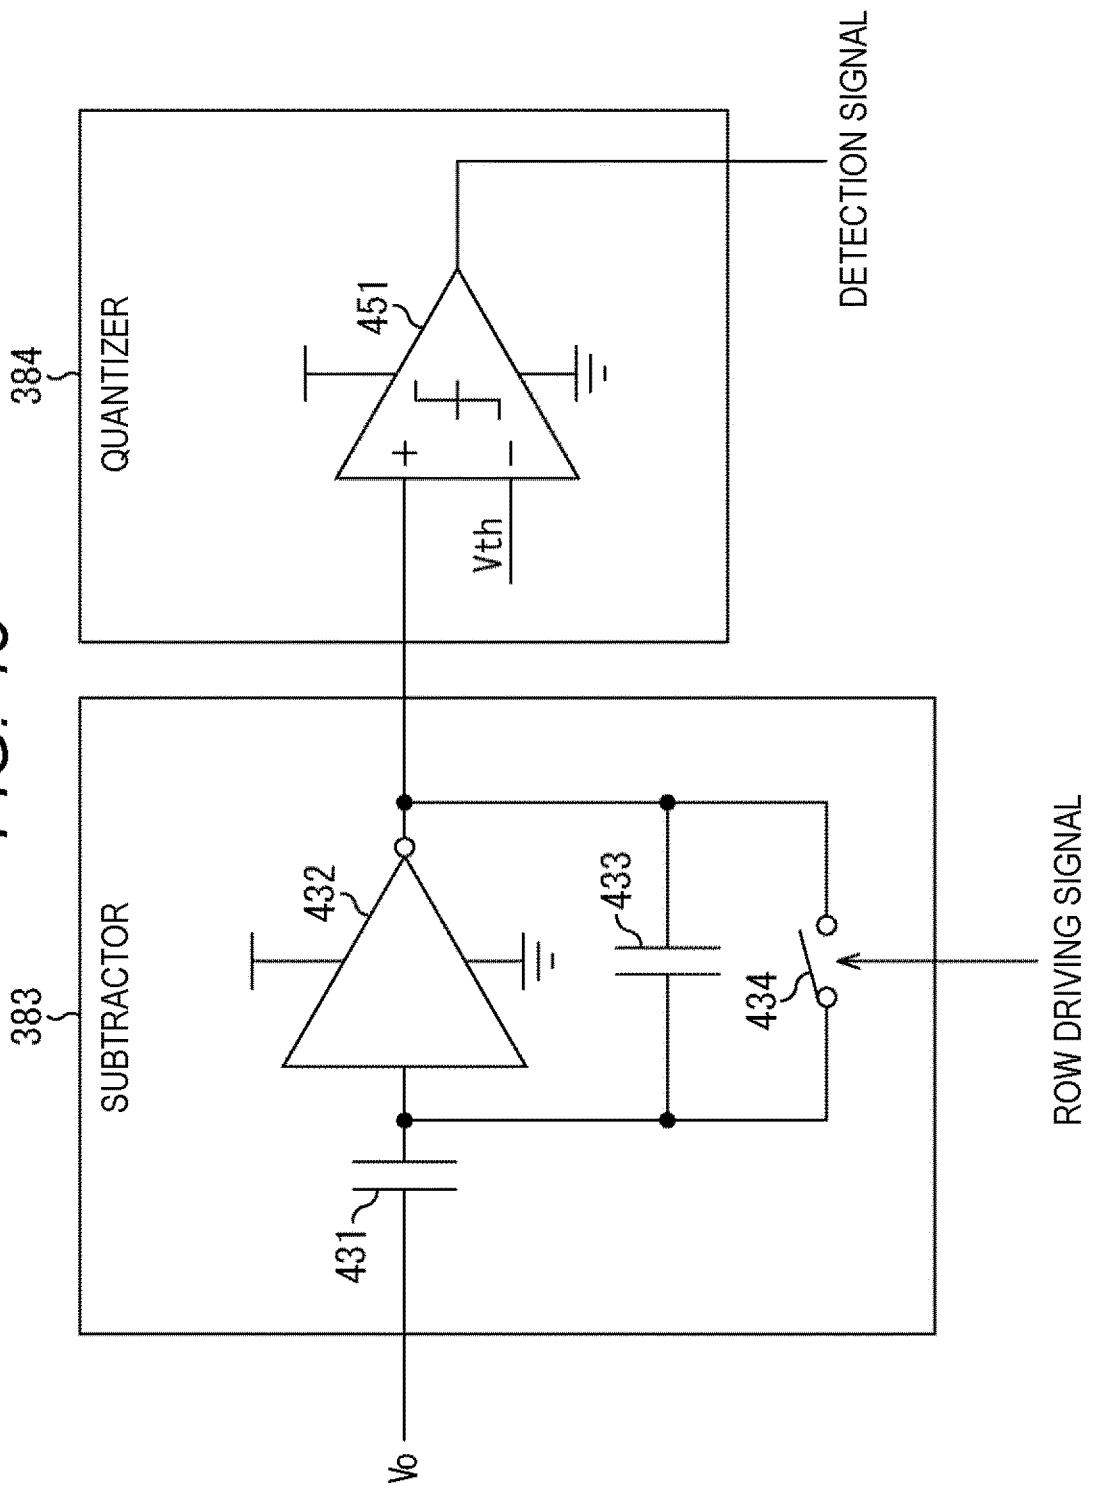 383
SUBTRACTOR
384
QUANTIZER
432
451
431
433
434
+
−
Vth
Vo
ROW DRIVING SIGNAL
DETECTION SIGNAL